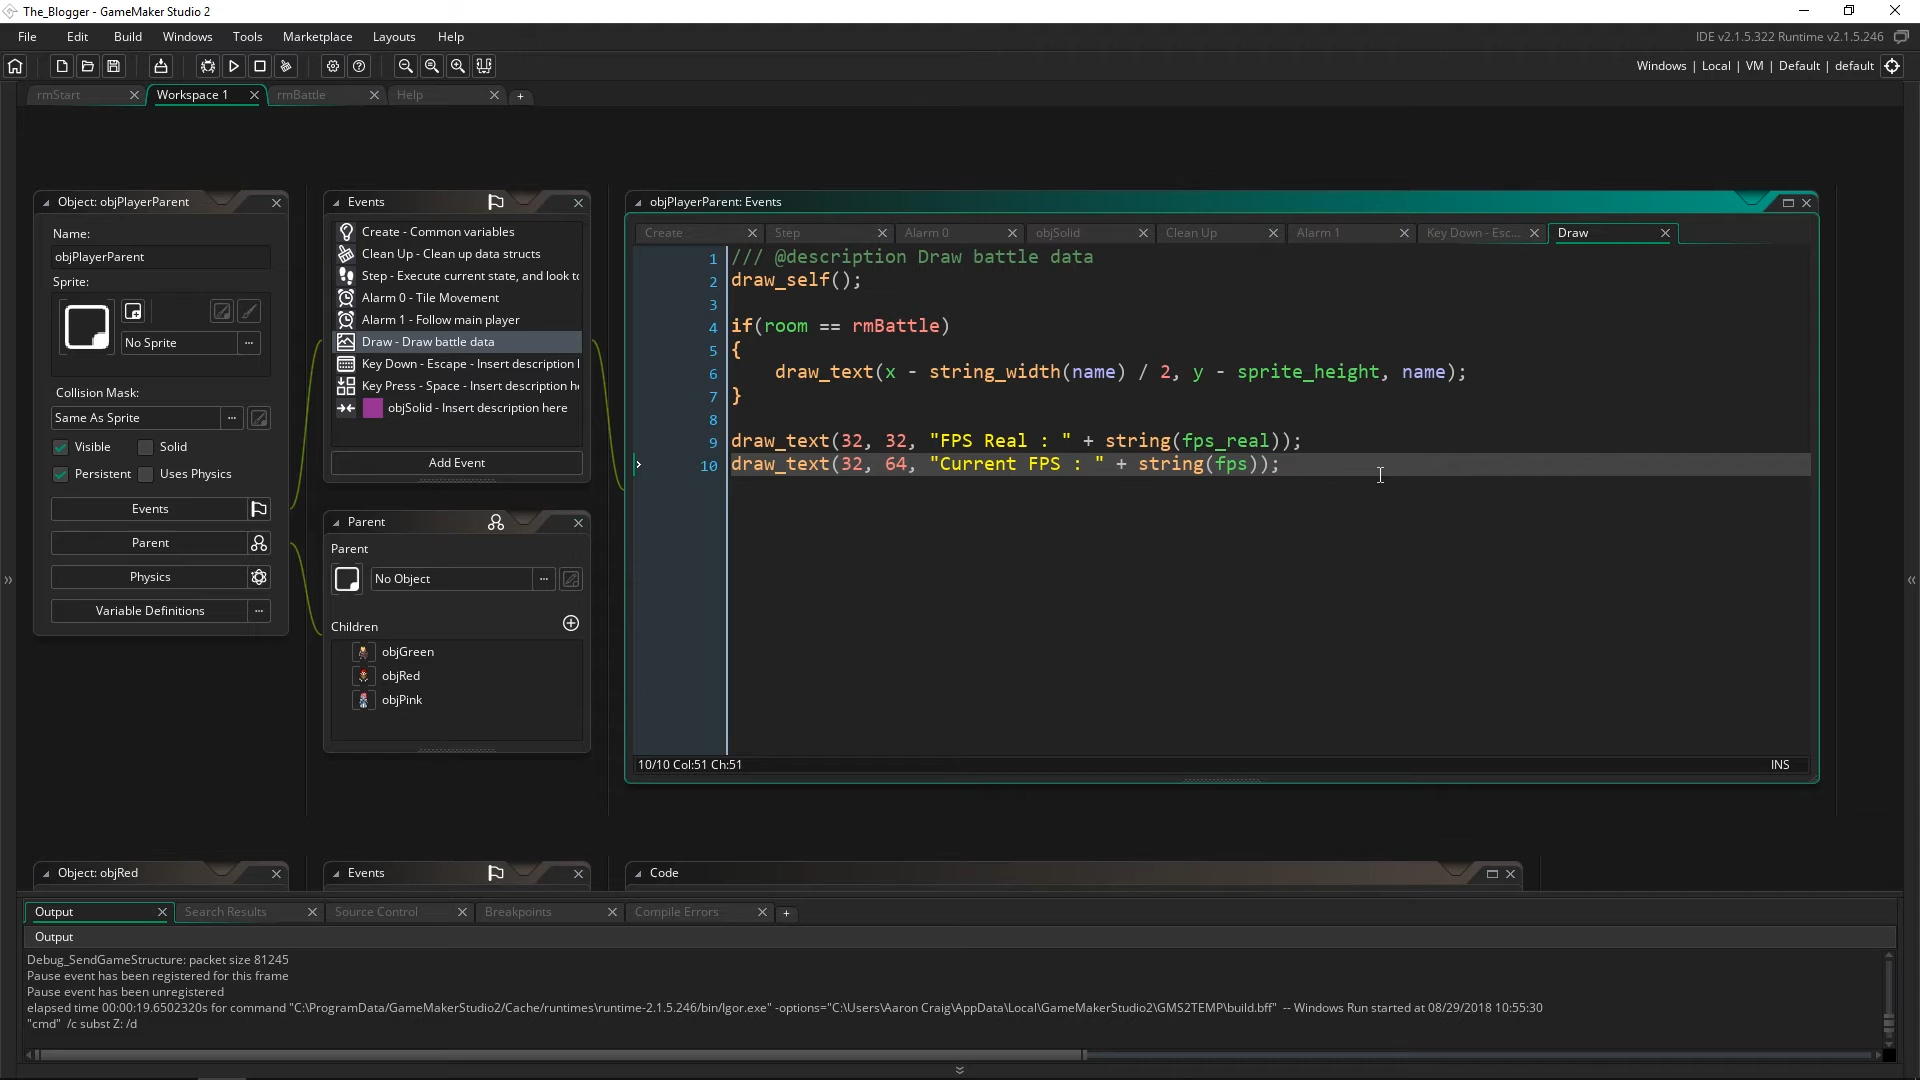 The_Blogger - GameMaker Studio 2
File Edit Build Windows Tools Marketplace Layouts Help
IDE v2.1.5.322 Runtime v2.1.5.246
Windows | Local | VM | Default | default
rmStart
Workspace 1
rmBattle
Help
Object: objPlayerParent
Name:
objPlayerParent
Sprite:
No Sprite
Collision Mask:
Same As Sprite
Visible Solid
Persistent Uses Physics
Events
Parent
Physics
Variable Definitions
Events
Create - Common variables
Clean Up - Clean up data structs
Step - Execute current state, and look to
Alarm 0 - Tile Movement
Alarm 1 - Follow main player
Draw - Draw battle data
Key Down - Escape - Insert description
Key Press - Space - Insert description he
objSolid - Insert description here
Add Event
Parent
Parent
No Object
Children
objGreen
objRed
objPink
objPlayerParent: Events
Create Step Alarm 0 objSolid Clean Up Alarm 1 Key Down - Esc... Draw
1 /// @description Draw battle data
2 draw_self();
3
4 if(room == rmBattle)
5 {
6 draw_text(x - string_width(name) / 2, y - sprite_height, name);
7 }
8
9 draw_text(32, 32, "FPS Real : " + string(fps_real));
10 draw_text(32, 64, "Current FPS : " + string(fps));
10/10 Col:51 Ch:51
INS
Object: objRed
Events
Code
Output Search Results Source Control Breakpoints Compile Errors
Output
Debug_SendGameStructure: packet size 81245
Pause event has been registered for this frame
Pause event has been unregistered
elapsed time 00:00:19.6502320s for command "C:\ProgramData/GameMakerStudio2/Cache/runtimes\runtime-2.1.5.246/bin/Igor.exe" -options="C:\Users\Aaron Craig\AppData\Local\GameMakerStudio2\GMS2TEMP\build.bff" -- Windows Run started at 08/29/2018 10:55:30
"cmd" /c subst Z: /d